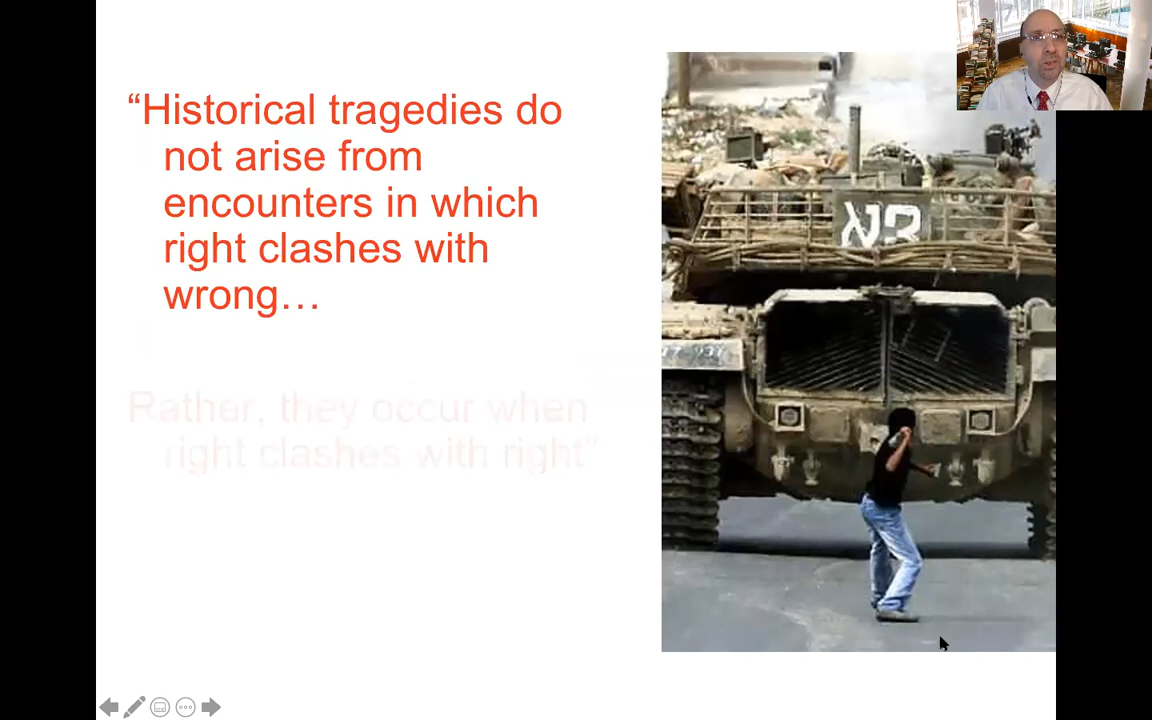 “Historical tragedies do
not arise from
encounters in which
right clashes with
wrong…
Rather, they occur when
right clashes with right”